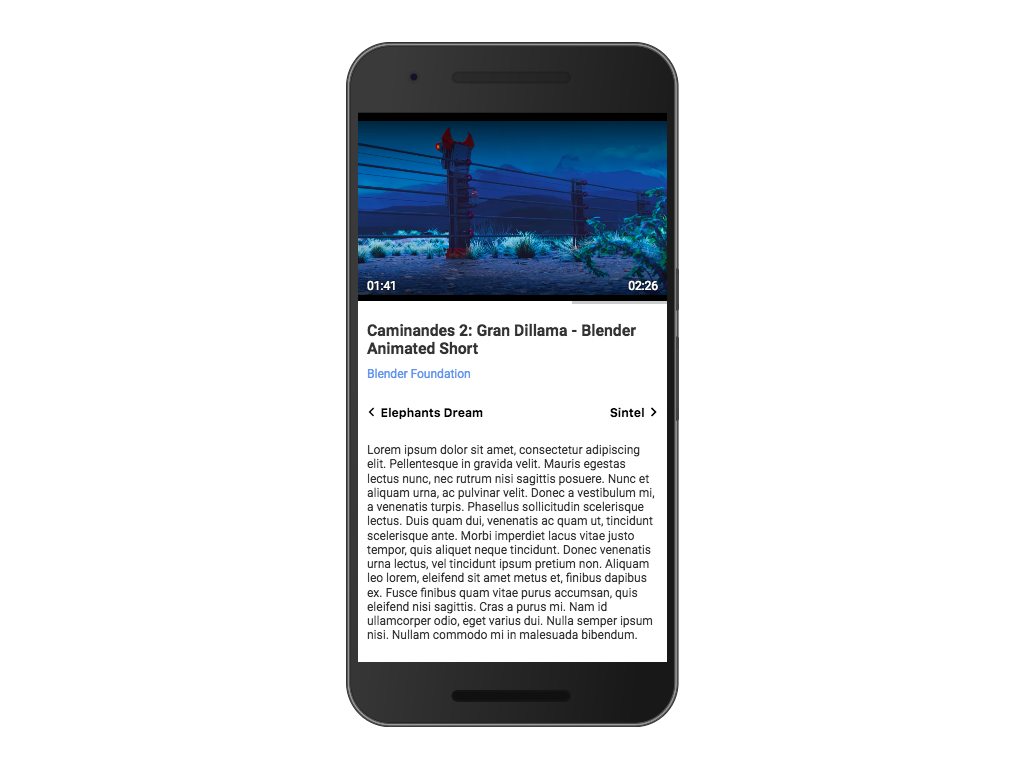 01:41 02:26
Caminandes 2: Gran Dillama - Blender
Animated Short
Blender Foundation
Elephants Dream Sintel
Lorem ipsum dolor sit amet, consectetur adipiscing
elit. Pellentesque in gravida velit. Mauris egestas
lectus nunc, nec rutrum nisi sagittis posuere. Nunc et
aliquam urna, ac pulvinar velit. Donec a vestibulum mi,
a venenatis turpis. Phasellus sollicitudin scelerisque
lectus. Duis quam dui, venenatis ac quam ut, tincidunt
scelerisque ante. Morbi imperdiet lacus vitae justo
tempor, quis aliquet neque tincidunt. Donec venenatis
urna lectus, vel tincidunt ipsum pretium non. Aliquam
leo lorem, eleifend sit amet metus et, finibus dapibus
ex. Fusce finibus quam vitae purus accumsan, quis
eleifend nisi sagittis. Cras a purus mi. Nam id
ullamcorper odio, eget varius dui. Nulla semper ipsum
nisi. Nullam commodo mi in malesuada bibendum.